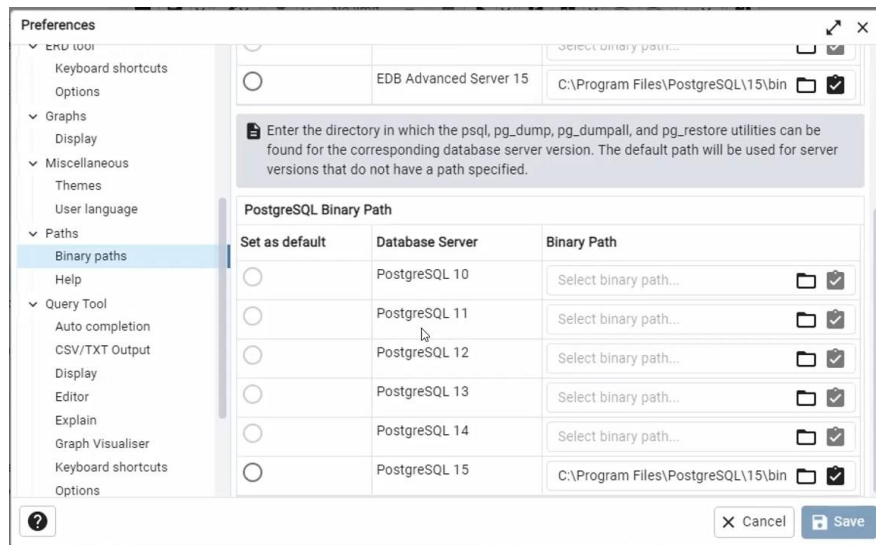 Preferences
ERD tool
Keyboard shortcuts
Options
Graphs
Display
Miscellaneous
Themes
User language
Paths
Binary paths
Help
Query Tool
Auto completion
CSV/TXT Output
Display
Editor
Explain
Graph Visualiser
Keyboard shortcuts
Options
Select binary path...
EDB Advanced Server 15
C:\Program Files\PostgreSQL\15\bin
Enter the directory in which the psql, pg_dump, pg_dumpall, and pg_restore utilities can be
found for the corresponding database server version. The default path will be used for server
versions that do not have a path specified.
PostgreSQL Binary Path
Set as default Database Server Binary Path
PostgreSQL 10 Select binary path...
PostgreSQL 11 Select binary path...
PostgreSQL 12 Select binary path...
PostgreSQL 13 Select binary path...
PostgreSQL 14 Select binary path...
PostgreSQL 15 C:\Program Files\PostgreSQL\15\bin
? Cancel Save